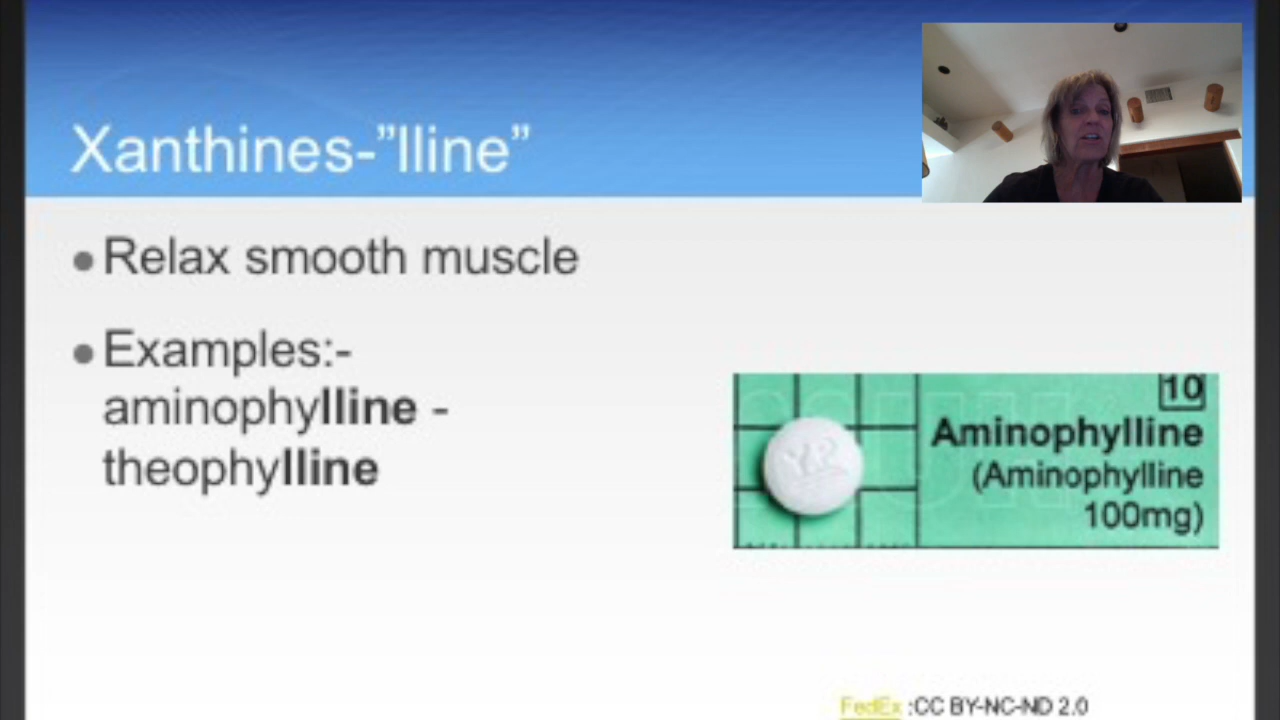 Xanthines-”lline”
Relax smooth muscle
Examples:-
aminophylline -
theophylline
10
Aminophylline
(Aminophylline
100mg)
FedEx :CC BY-NC-ND 2.0